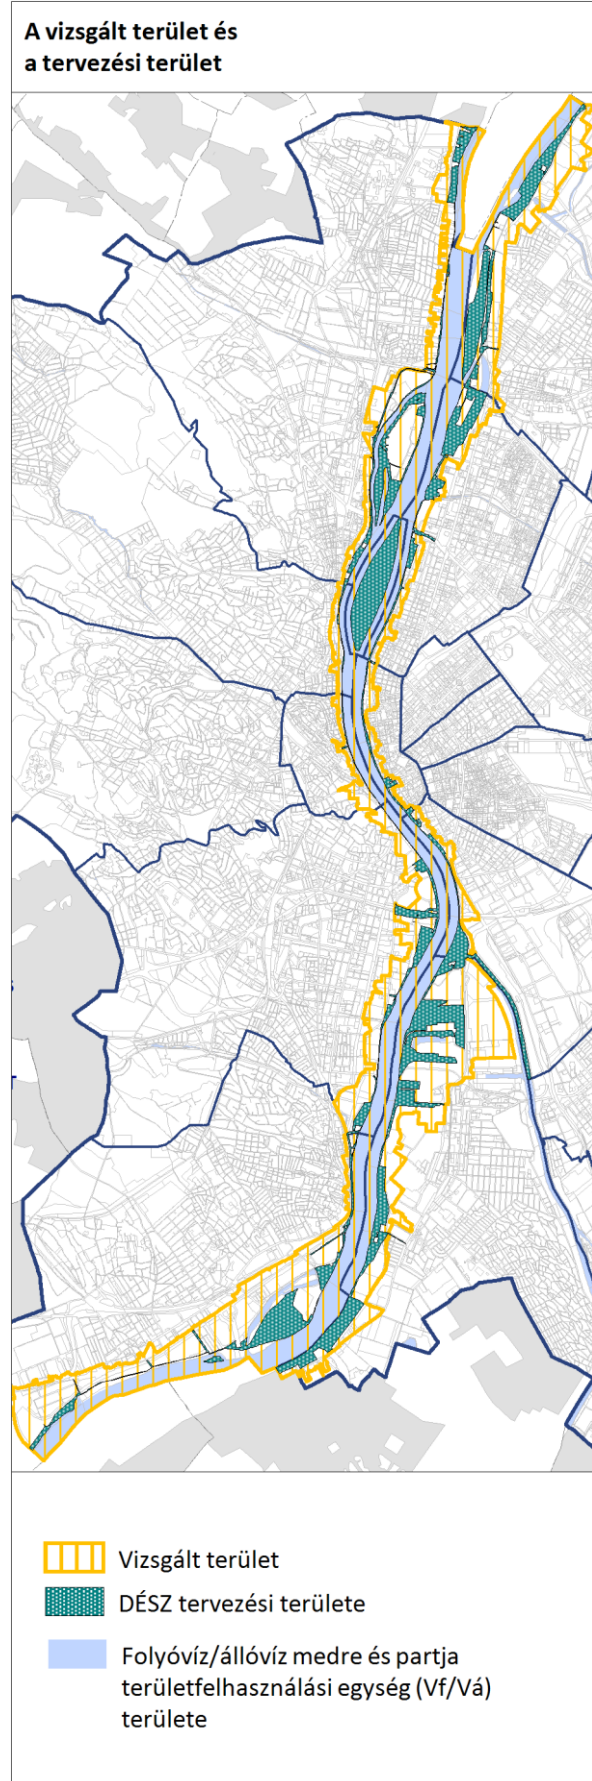 A vizsgált terület és
a tervezési terület
Vizsgált terület
DÉSZ tervezési területe
Folyóvíz/állóvíz medre és partja
területfelhasználási egység (Vf/Vá)
területe